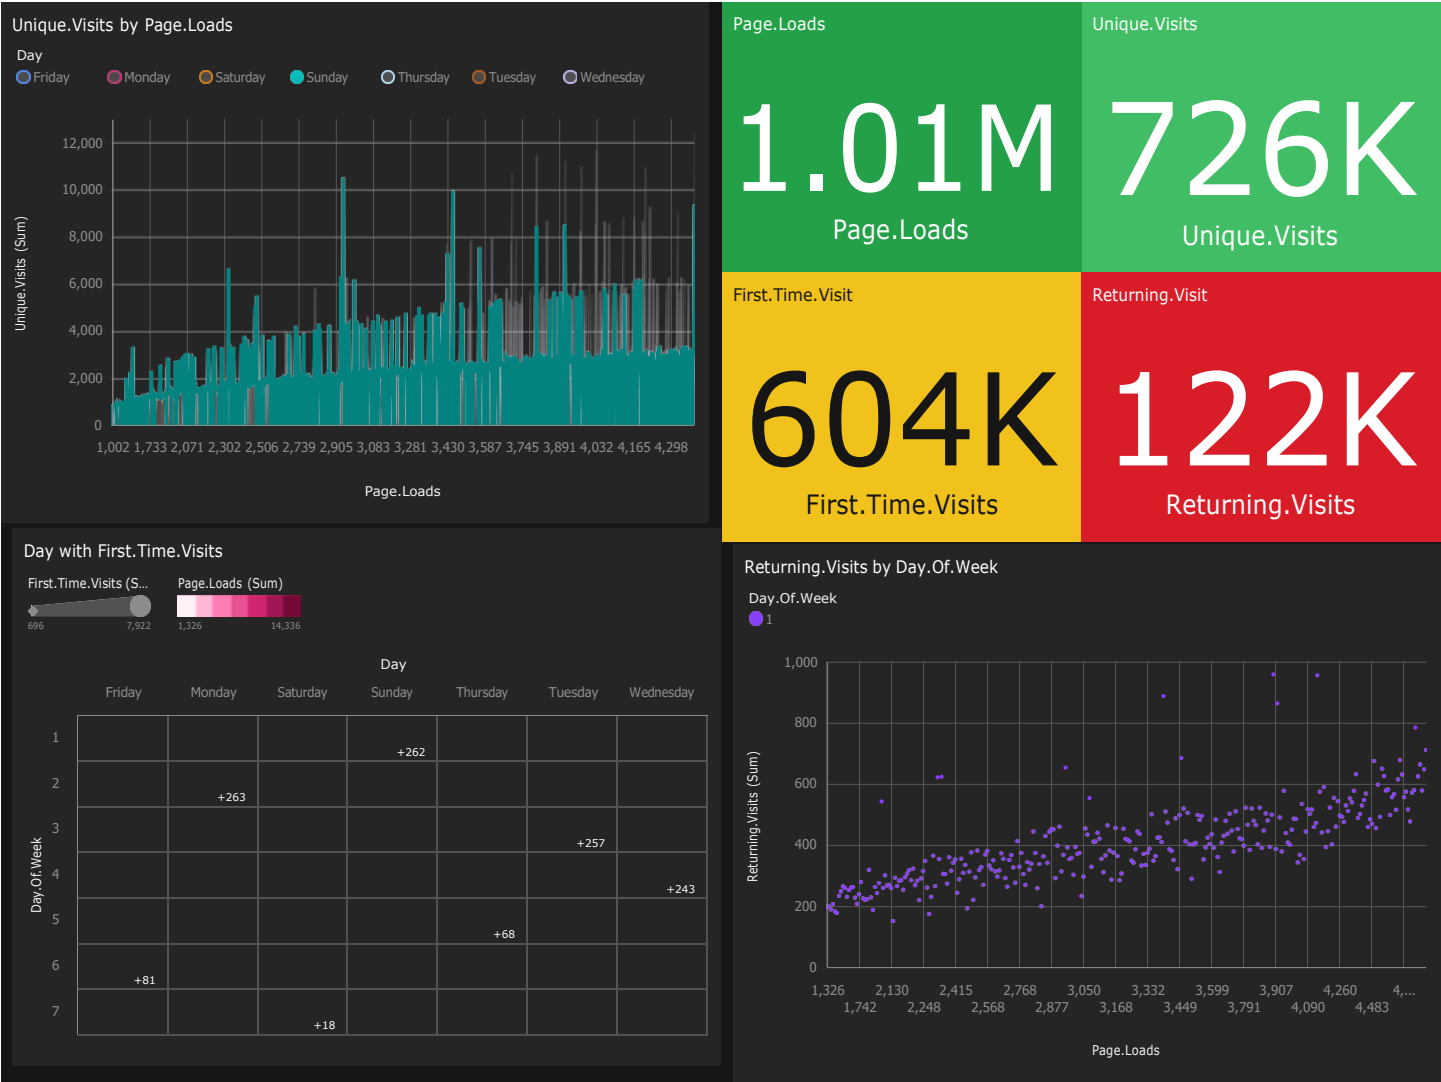 Unique.Visits by Page.Loads
Day
Friday Monday Saturday Sunday Thursday Tuesday Wednesday
Unique.Visits (Sum)
12,000
10,000
8,000
6,000
4,000
2,000
0
1,002 1,733 2,071 2,302 2,506 2,739 2,905 3,083 3,281 3,430 3,587 3,745 3,891 4,032 4,165 4,298
Page.Loads
Page.Loads
1.01M
Page.Loads
Unique.Visits
726K
Unique.Visits
First.Time.Visit
604K
First.Time.Visits
Returning.Visit
122K
Returning.Visits
Day with First.Time.Visits
First.Time.Visits (S... Page.Loads (Sum)
696 7,922 1,326 14,336
Day
Friday Monday Saturday Sunday Thursday Tuesday Wednesday
Day.Of.Week
1 +262
2 +263
3 +257
4 +243
5 +68
6 +81
7 +18
Returning.Visits by Day.Of.Week
Day.Of.Week
1
Returning.Visits (Sum)
1,000
800
600
400
200
0
1,326 2,130 2,415 2,768 3,050 3,332 3,599 3,907 4,260 4,...
1,742 2,248 2,568 2,877 3,168 3,449 3,791 4,090 4,483
Page.Loads